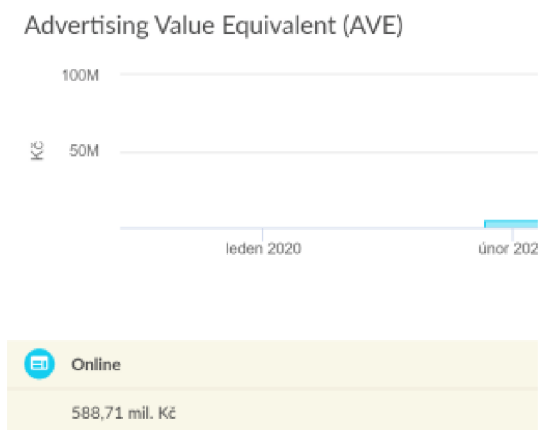 Advertising Value Equivalent (AVE)
100M
Kč
50M
leden 2020
únor 202
Online
588,71 mil. Kč